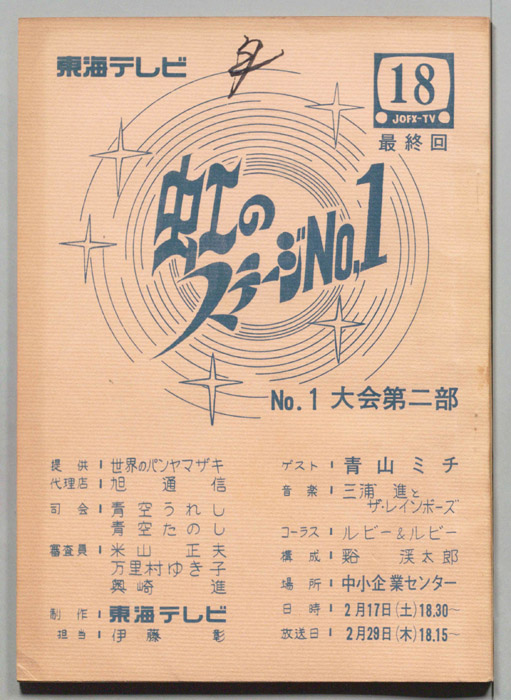 東海テレビ
18
JOFX-TV
最終回
虹の
ステージNo.1
No.1 大会第二部
提供 世界のパンヤマザキ
代理店 旭通信
司会 青空うれし
青空たのし
審査員 米山正夫
万里村ゆき子
奥崎進
制作 東海テレビ
担当 伊藤彰
ゲスト 青山ミチ
音楽 三浦進と
ザ・レインボーズ
コーラス ルビー&ルビー
構成 谿渓太郎
場所 中小企業センター
日時 2月17日(土)18.30~
放送日 2月29日(木)18.15~